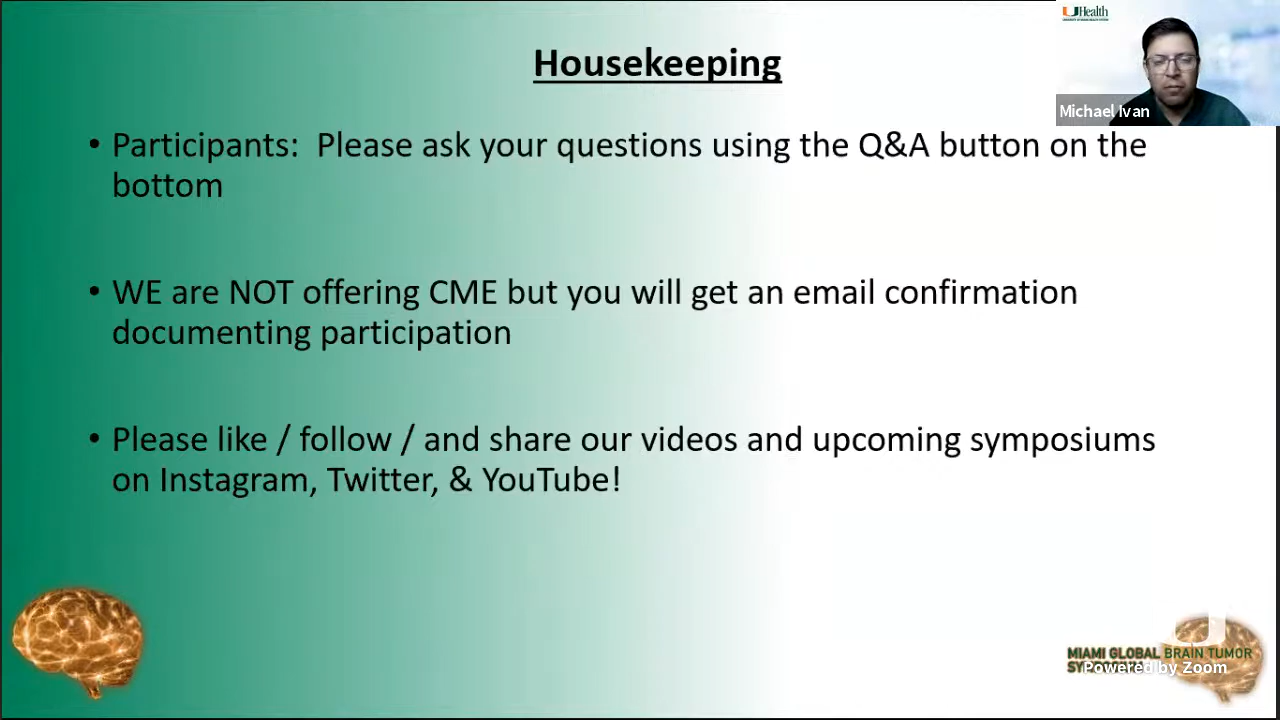 UHealth
Housekeeping
Michael Ivan
• Participants:  Please ask your questions using the Q&A button on the
bottom
• WE are NOT offering CME but you will get an email confirmation
documenting participation
• Please like / follow / and share our videos and upcoming symposiums
on Instagram, Twitter, & YouTube!
MIAMI GLOBAL BRAIN TUMOR
Powered by Zoom